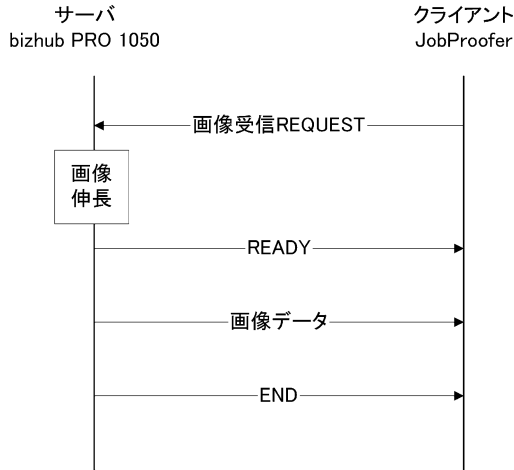 サーバ
bizhub PRO 1050
クライアント
JobProofer
画像受信REQUEST
画像
伸長
READY
画像データ
END